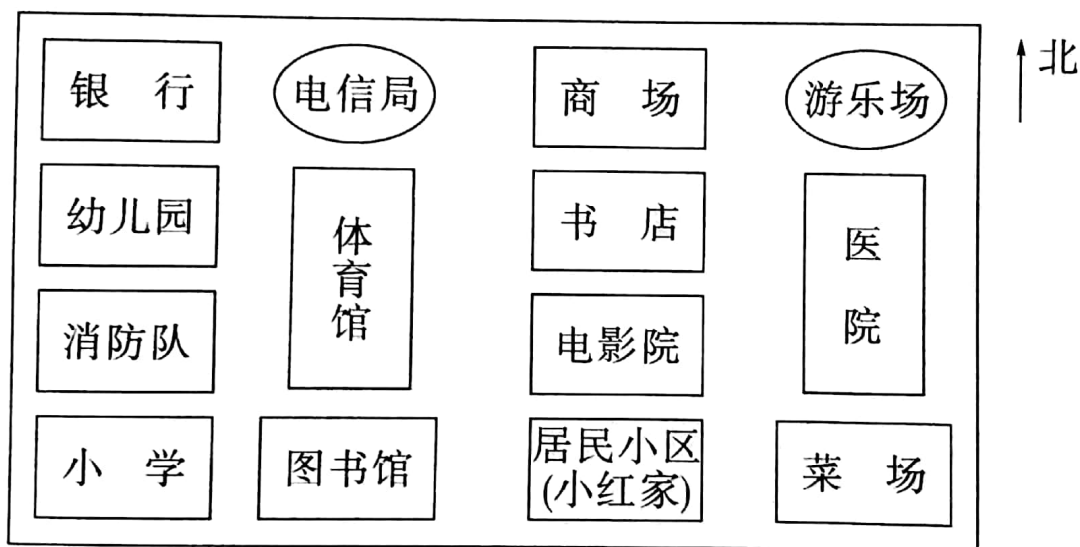 银 行 电信局 商 场 游乐场 北
幼儿园 体育馆 书 店 医院
消防队 电影院
小 学 图书馆 居民小区 菜 场
(小红家)